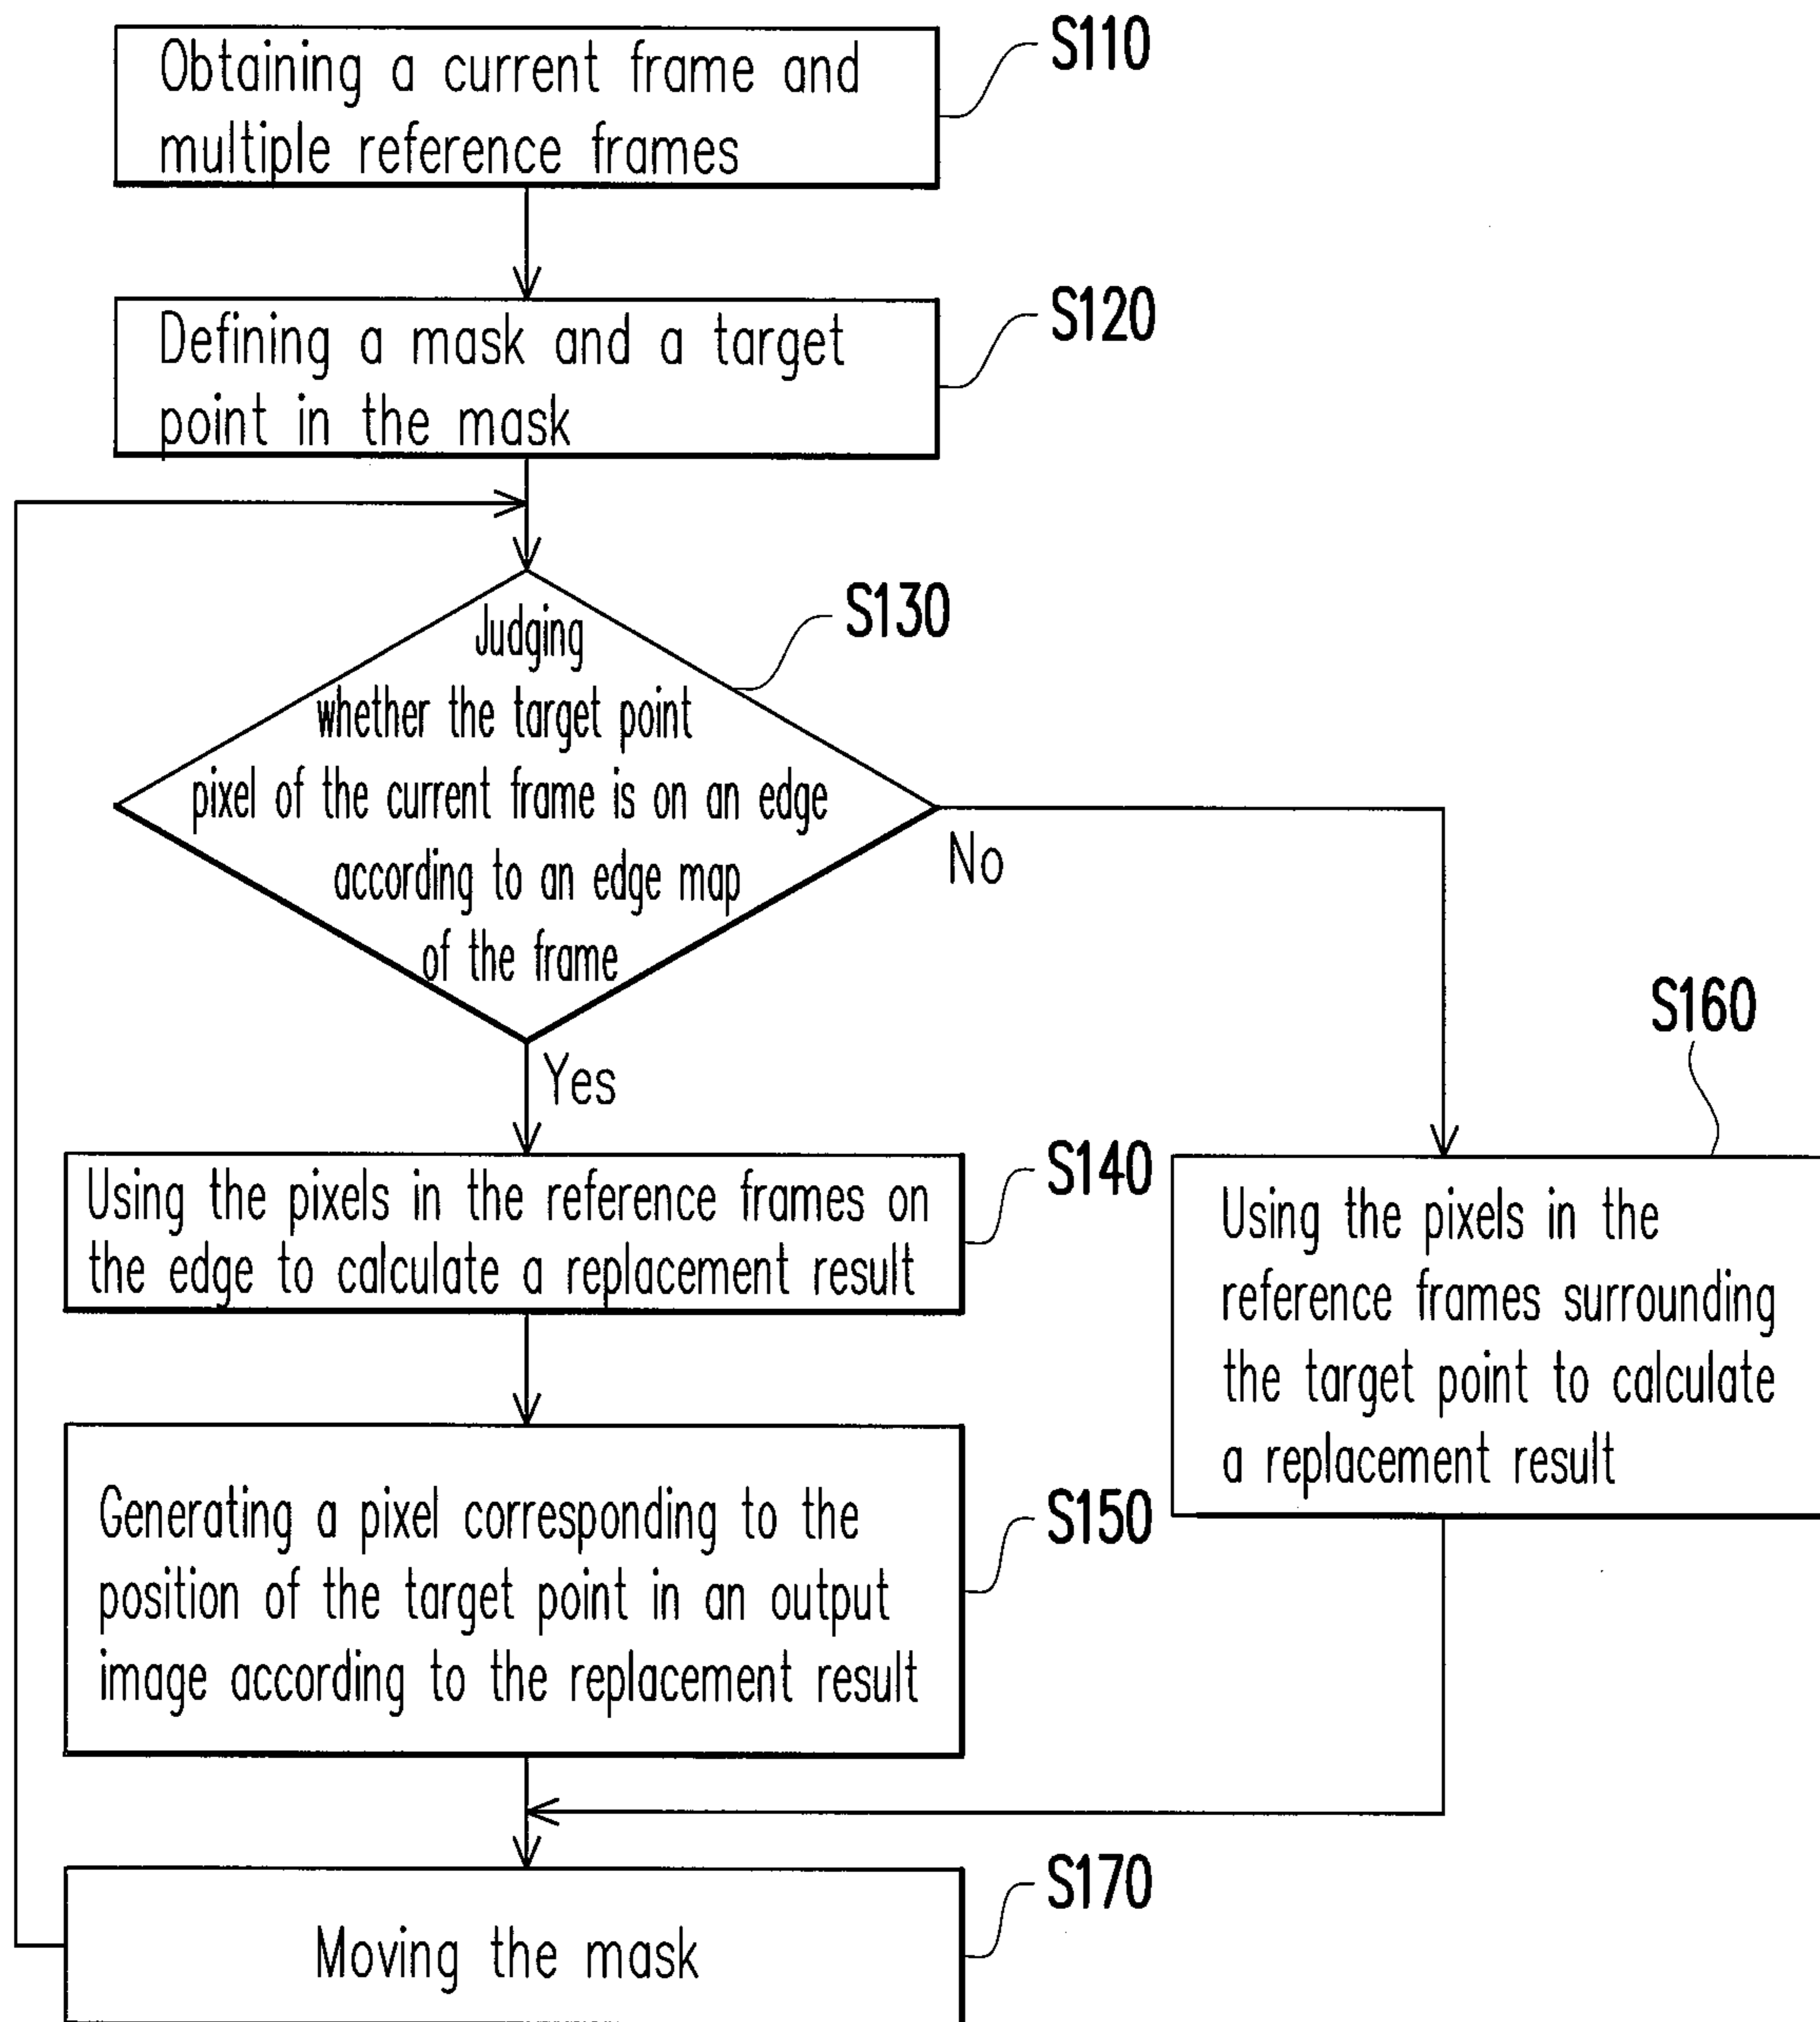 Obtaining a current frame and
multiple reference frames
S110
Defining a mask and a target
point in the mask
S120
Judging
whether the target point
pixel of the current frame is on an edge
according to an edge map
of the frame
S130
No
Yes
Using the pixels in the reference frames on
the edge to calculate a replacement result
S140
S160
Using the pixels in the
reference frames surrounding
the target point to calculate
a replacement result
Generating a pixel corresponding to the
position of the target point in an output
image according to the replacement result
S150
Moving the mask
S170